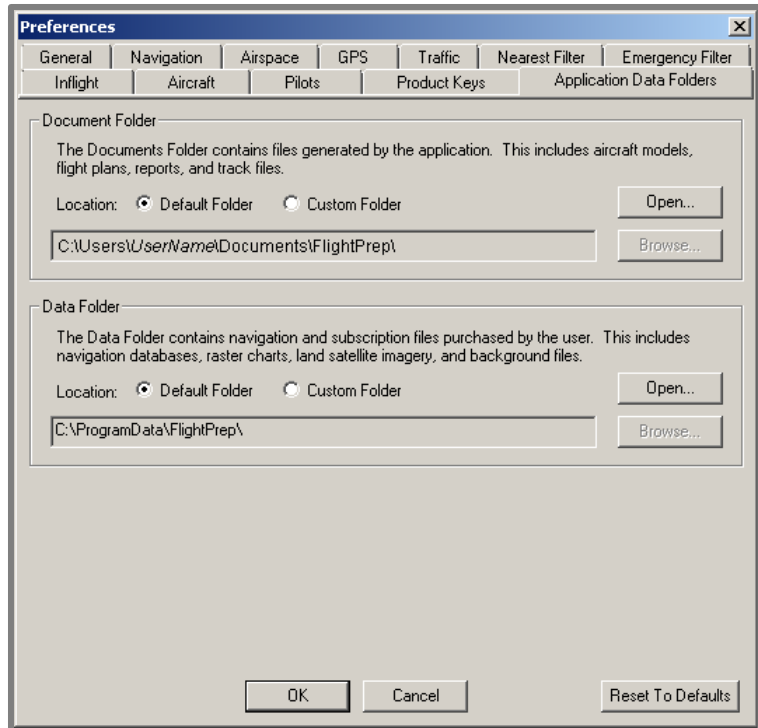 Preferences
General Navigation Airspace GPS Traffic Nearest Filter Emergency Filter
Inflight Aircraft Pilots Product Keys Application Data Folders
Document Folder
The Documents Folder contains files generated by the application. This includes aircraft models,
flight plans, reports, and track files.
Location: Default Folder Custom Folder Open...
C:\Users\UserName\Documents\FlightPrep\ Browse...
Data Folder
The Data Folder contains navigation and subscription files purchased by the user. This includes
navigation databases, raster charts, land satellite imagery, and background files.
Location: Default Folder Custom Folder Open...
C:\ProgramData\FlightPrep\ Browse...
OK Cancel Reset To Defaults